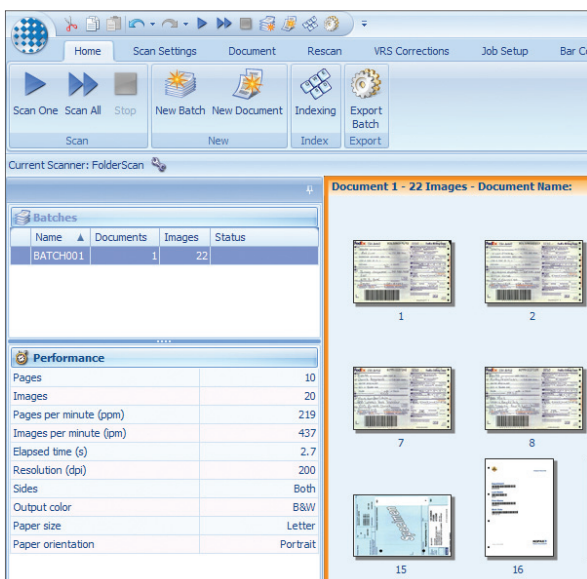 Home Scan Settings Document Rescan VRS Corrections Job Setup Bar Co
Scan One Scan All Stop New Batch New Document Indexing Export
Batch
Scan New Index Export
Current Scanner: FolderScan
Document 1 - 22 Images - Document Name:
Batches
Name Documents Images Status
BATCH001 1 22
1 2
Performance
Pages 10
Images 20
Pages per minute (ppm) 219
Images per minute (ipm) 437
Elapsed time (s) 2.7
Resolution (dpi) 200
Sides Both
Output color B&W
Paper size Letter
Paper orientation Portrait
7 8
15 16